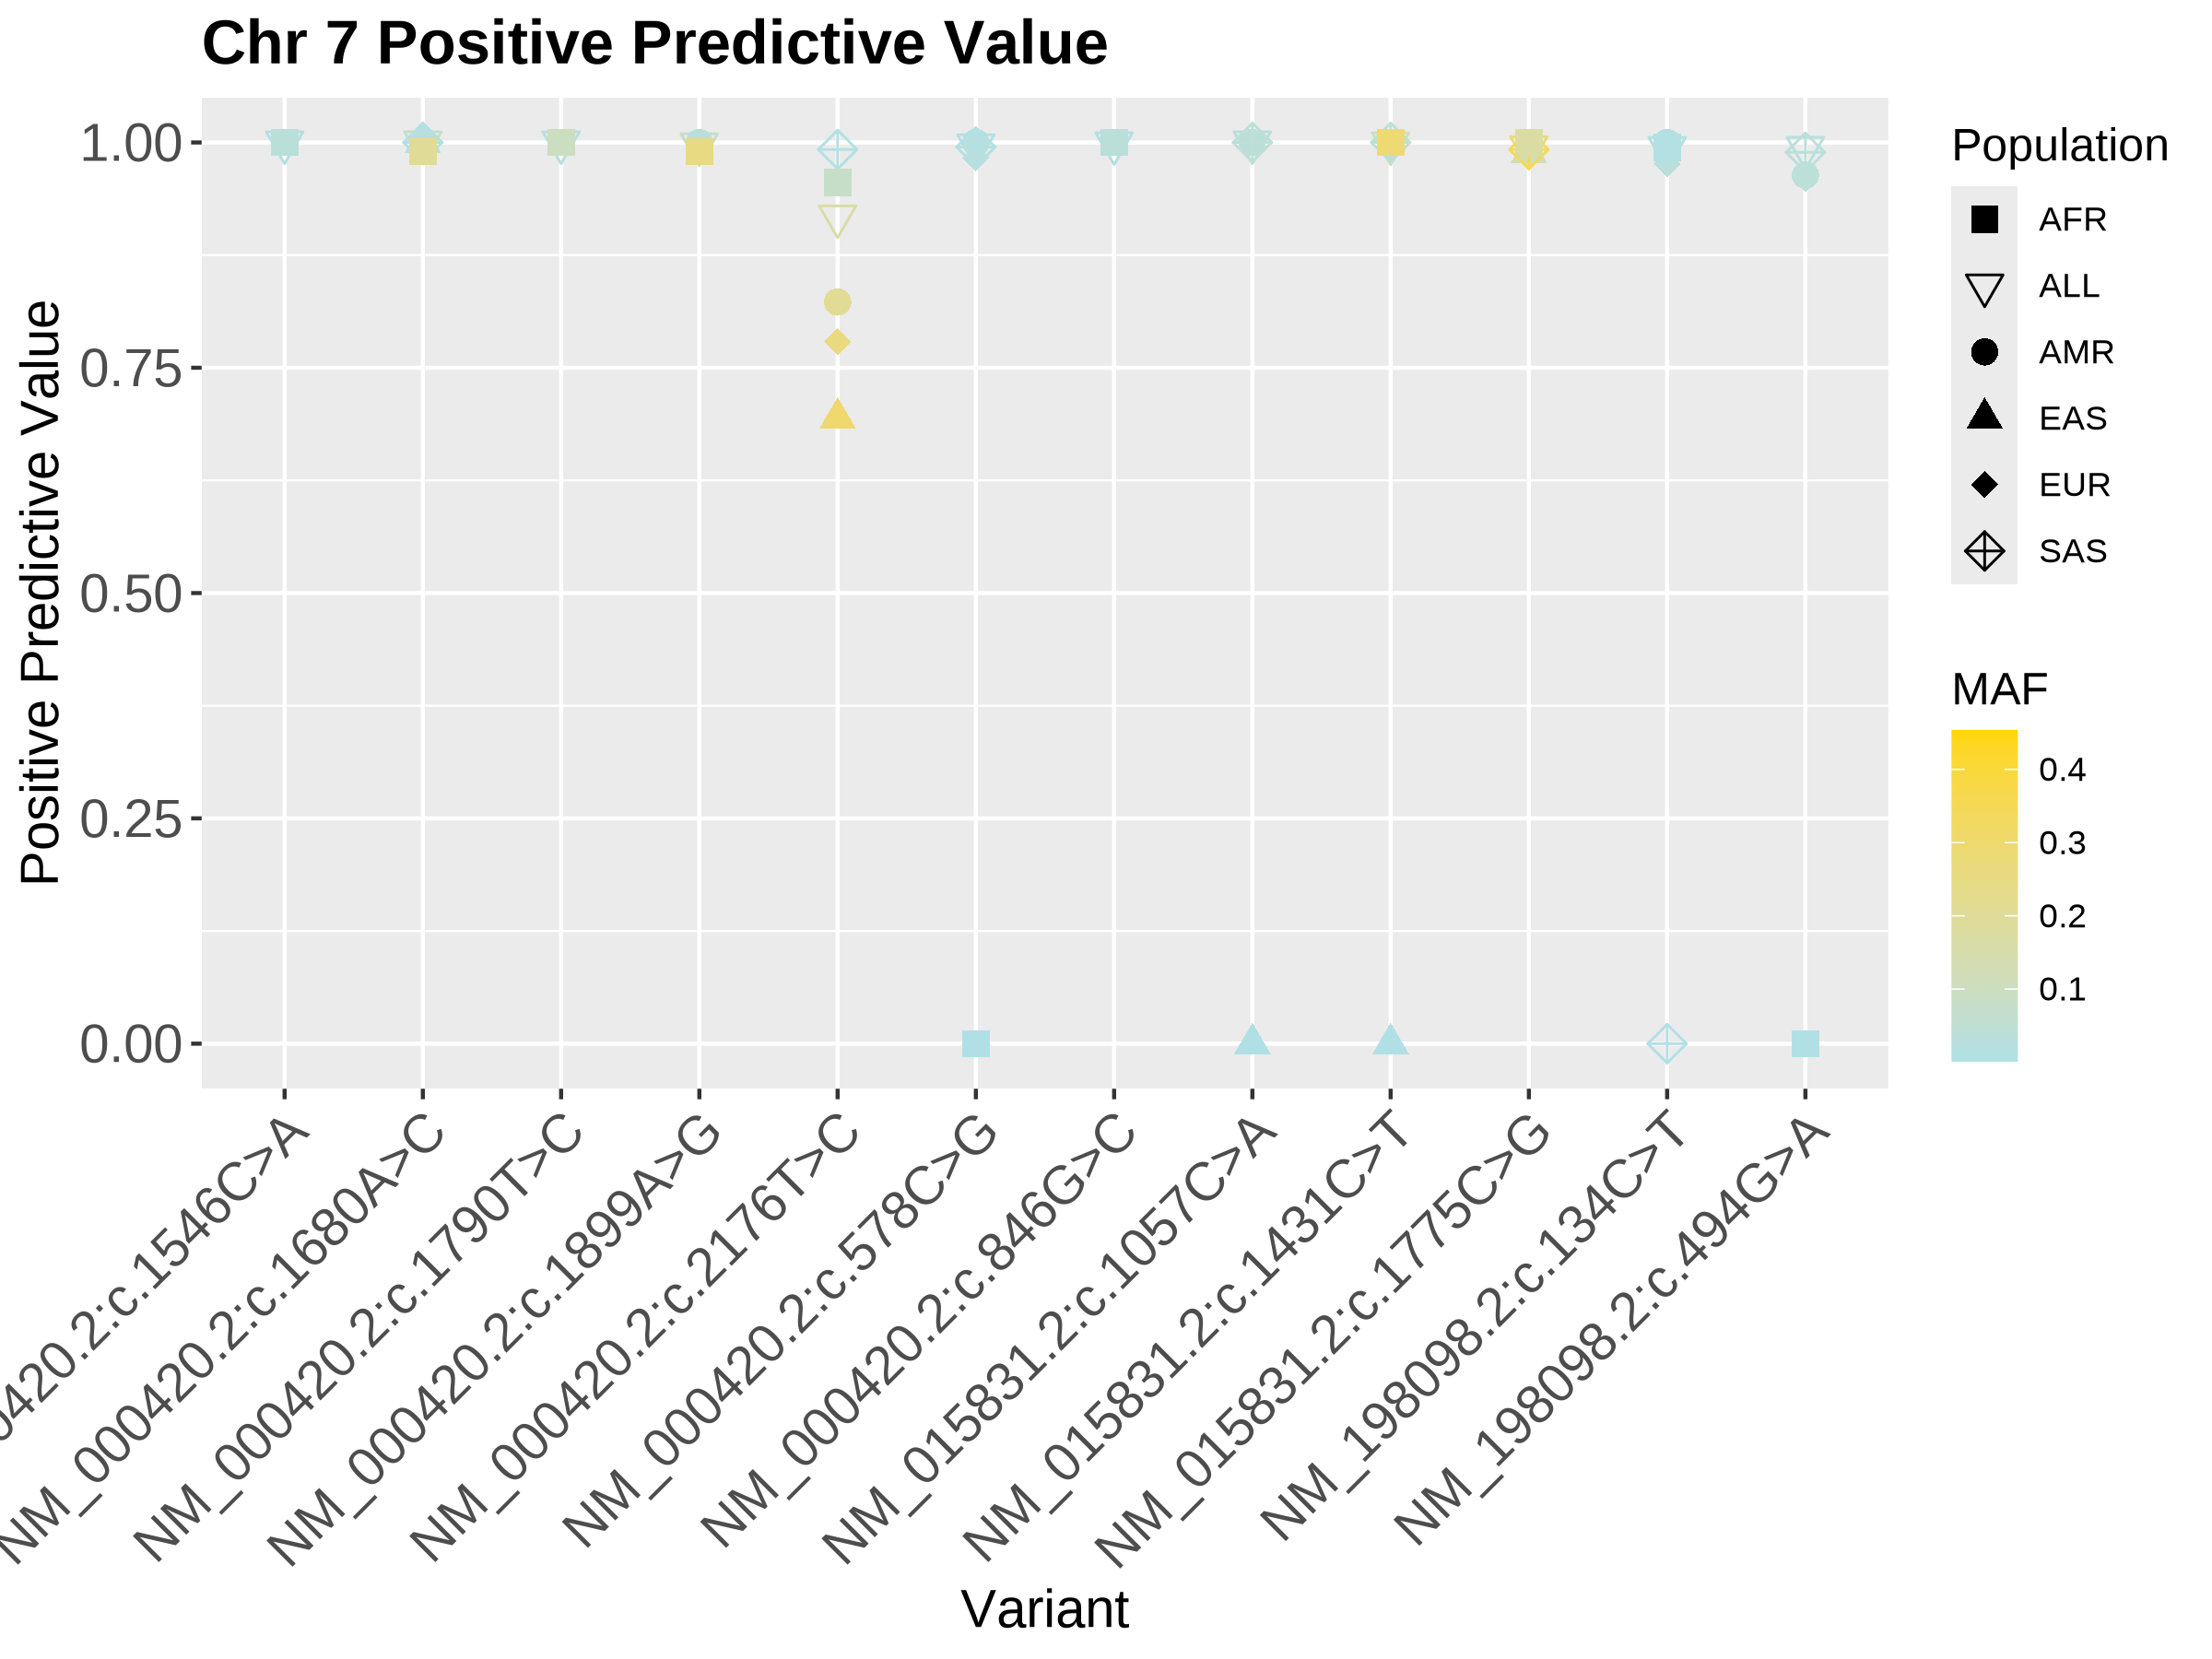 Chr 7 Positive Predictive Value
Positive Predictive Value
1.00
0.75
0.50
0.25
0.00
0420.2:c.1546C>A
NM_000420.2:c.1680A>C
NM_000420.2:c.1790T>C
NM_000420.2:c.1899A>G
NM_000420.2:c.2176T>C
NM_000420.2:c.578C>G
NM_000420.2:c.846G>C
NM_015831.2:c.1057C>A
NM_015831.2:c.1431C>T
NM_015831.2:c.1775C>G
NM_198098.2:c.134C>T
NM_198098.2:c.494G>A
Variant
Population
AFR
ALL
AMR
EAS
EUR
SAS
MAF
0.4
0.3
0.2
0.1